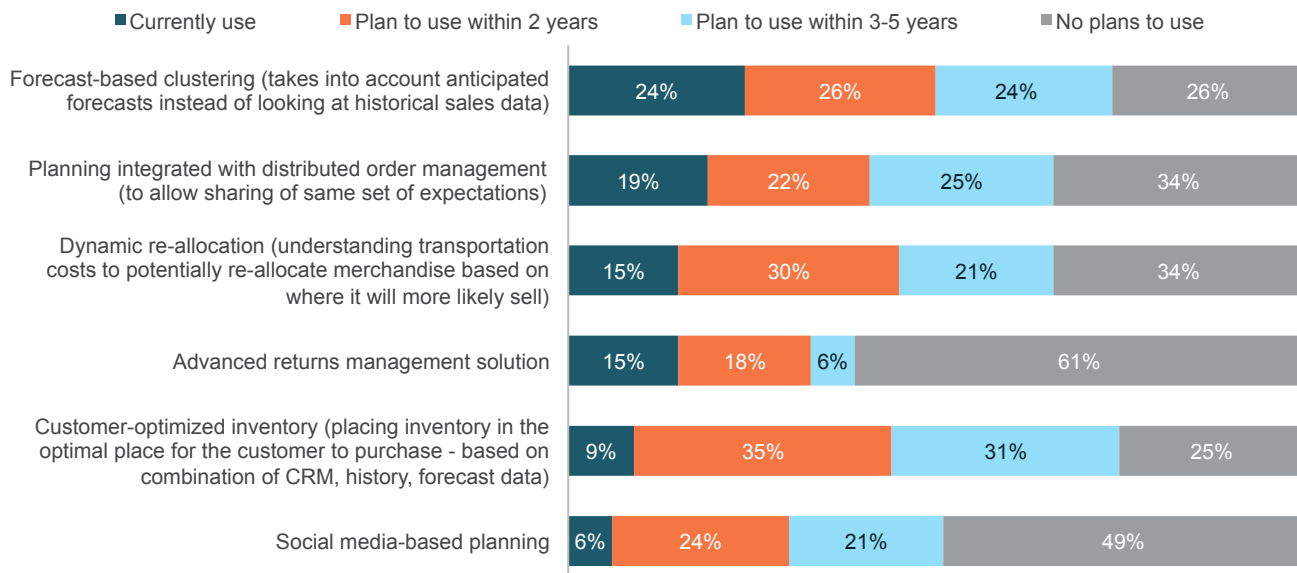 Currently use Plan to use within 2 years Plan to use within 3-5 years No plans to use
Forecast-based clustering (takes into account anticipated
forecasts instead of looking at historical sales data)
24% 26% 24% 26%
Planning integrated with distributed order management
(to allow sharing of same set of expectations)
19% 22% 25% 34%
Dynamic re-allocation (understanding transportation
costs to potentially re-allocate merchandise based on
where it will more likely sell)
15% 30% 21% 34%
Advanced returns management solution
15% 18% 6% 61%
Customer-optimized inventory (placing inventory in the
optimal place for the customer to purchase - based on
combination of CRM, history, forecast data)
9% 35% 31% 25%
Social media-based planning
6% 24% 21% 49%